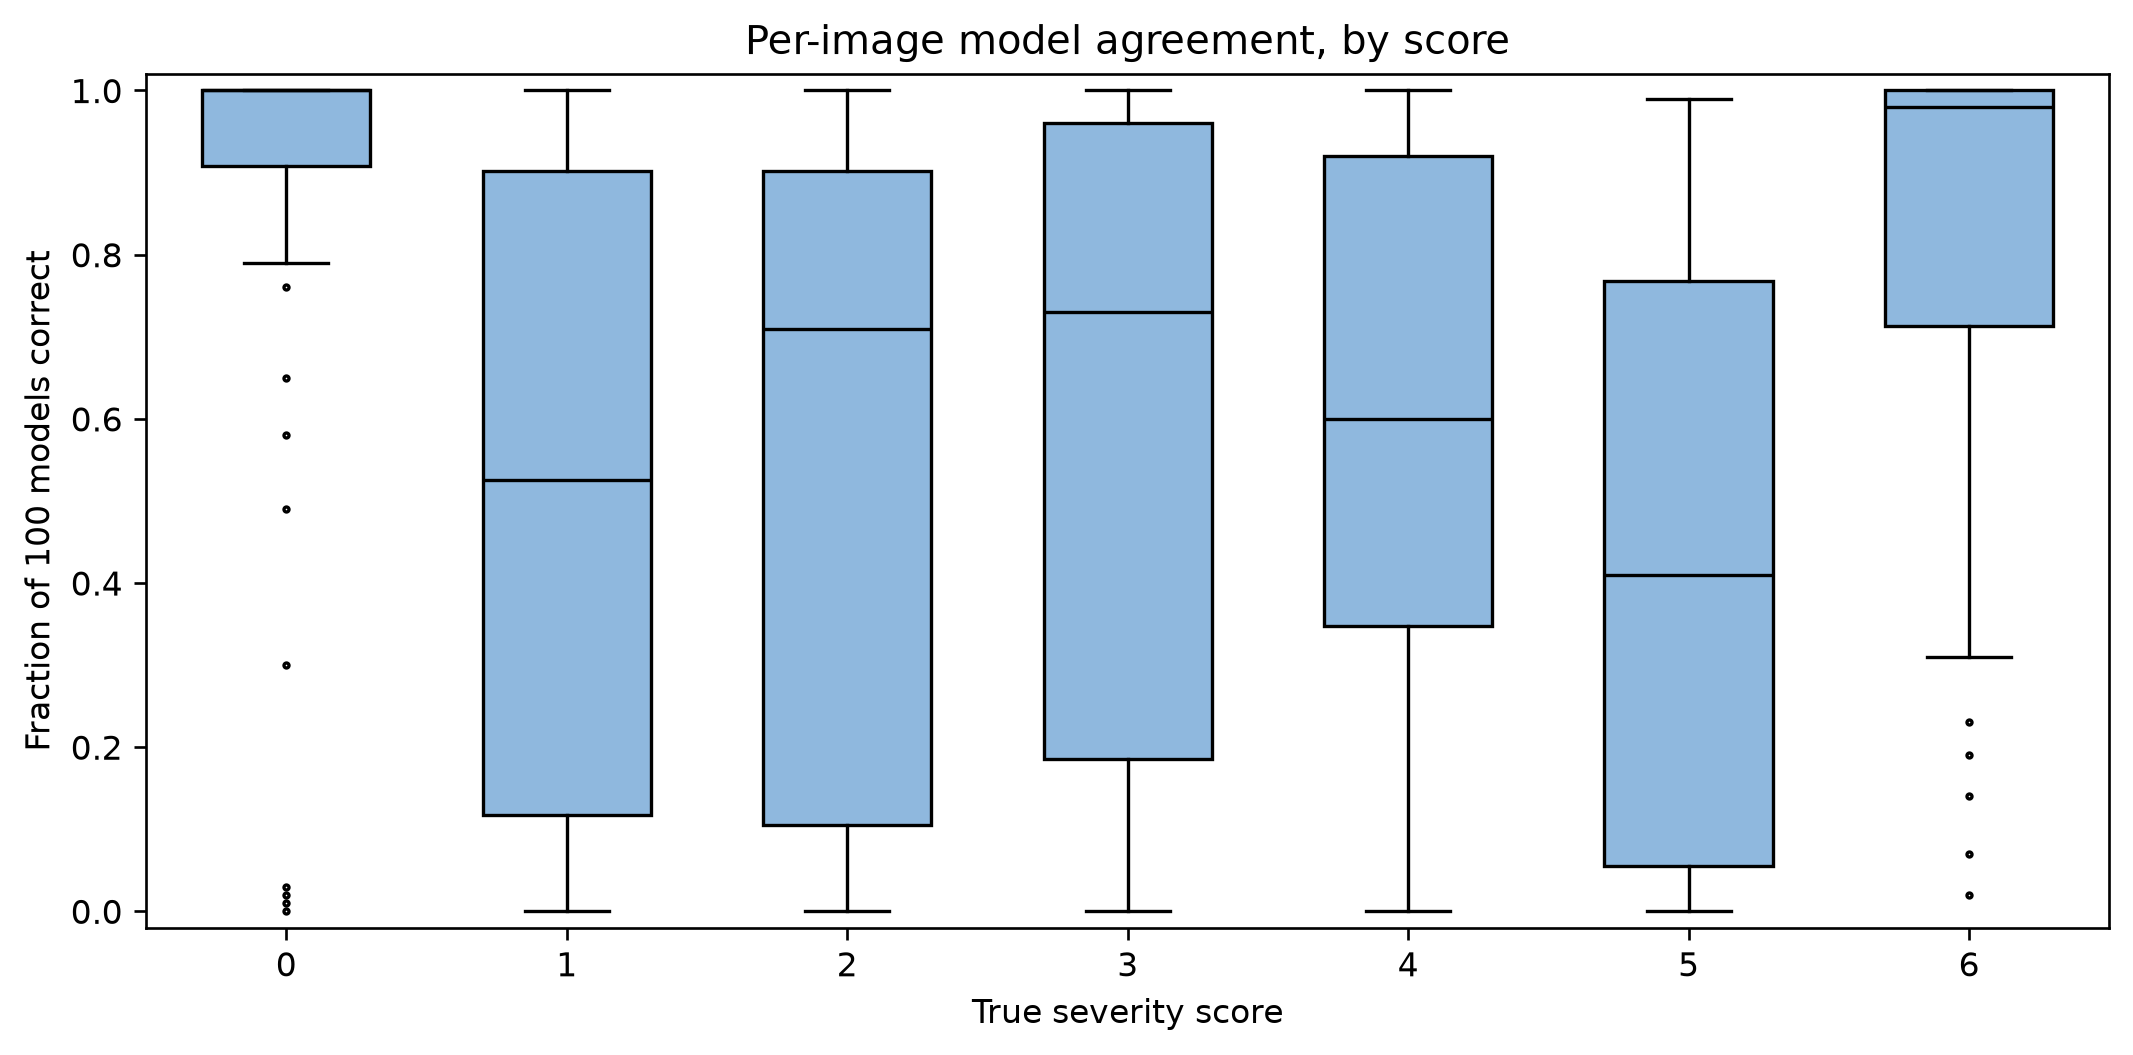 Per-image model agreement, by score
Fraction of 100 models correct
1.0
0.8
0.6
0.4
0.2
0.0
0 1 2 3 4 5 6
True severity score